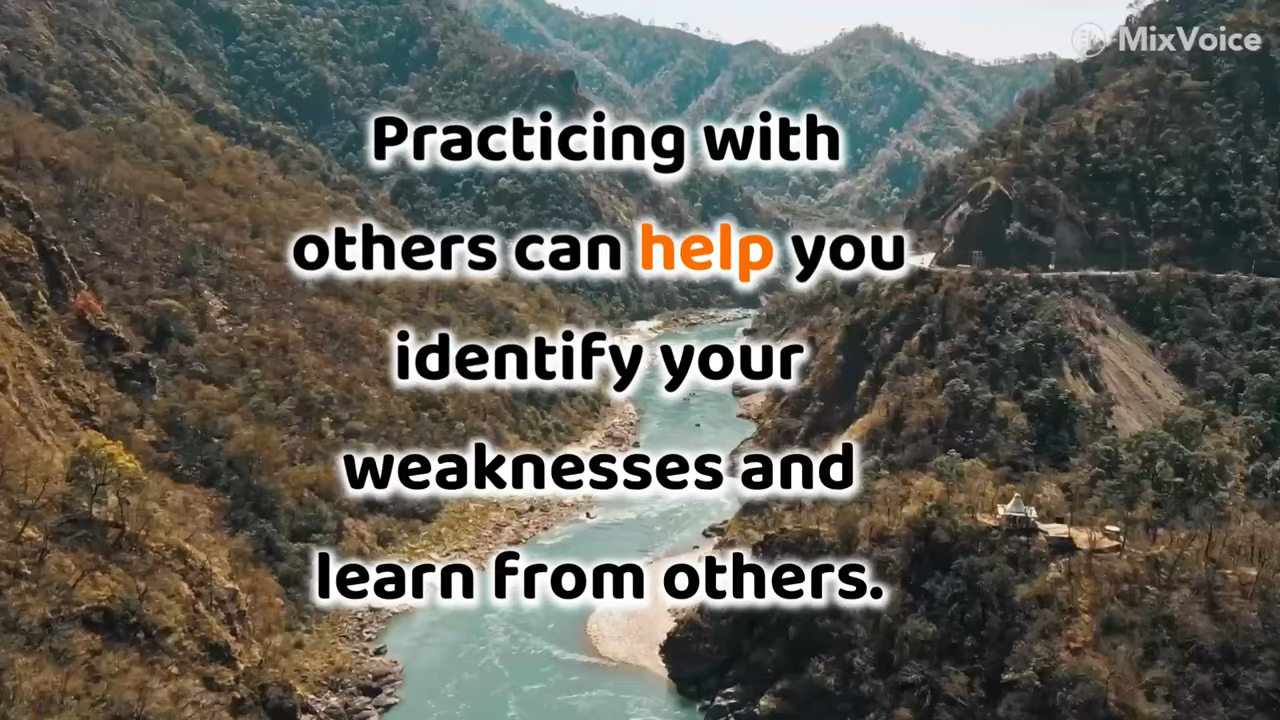 MixVoice
Practicing with
others can help you
identify your
weaknesses and
learn from others.